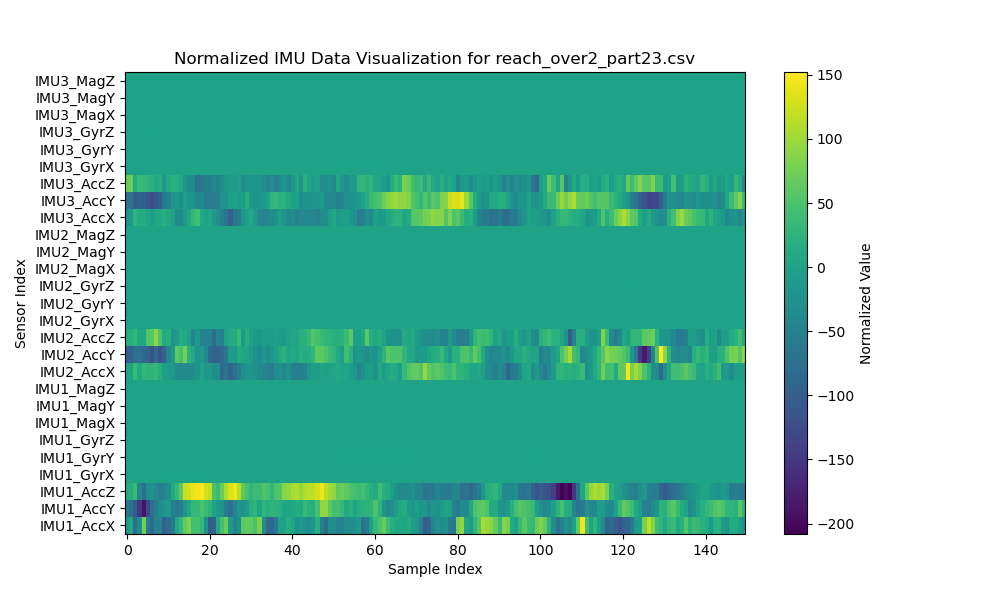 Normalized IMU Data Visualization for reach_over2_part23.csv
IMU3_MagZ
IMU3_MagY
IMU3_MagX
IMU3_GyrZ
IMU3_GyrY
IMU3_GyrX
IMU3_AccZ
IMU3_AccY
IMU3_AccX
IMU2_MagZ
IMU2_MagY
IMU2_MagX
IMU2_GyrZ
IMU2_GyrY
IMU2_GyrX
IMU2_AccZ
IMU2_AccY
IMU2_AccX
IMU1_MagZ
IMU1_MagY
IMU1_MagX
IMU1_GyrZ
IMU1_GyrY
IMU1_GyrX
IMU1_AccZ
IMU1_AccY
IMU1_AccX
Sensor Index
0 20 40 60 80 100 120 140
Sample Index
150
100
50
0
−50
−100
−150
−200
Normalized Value